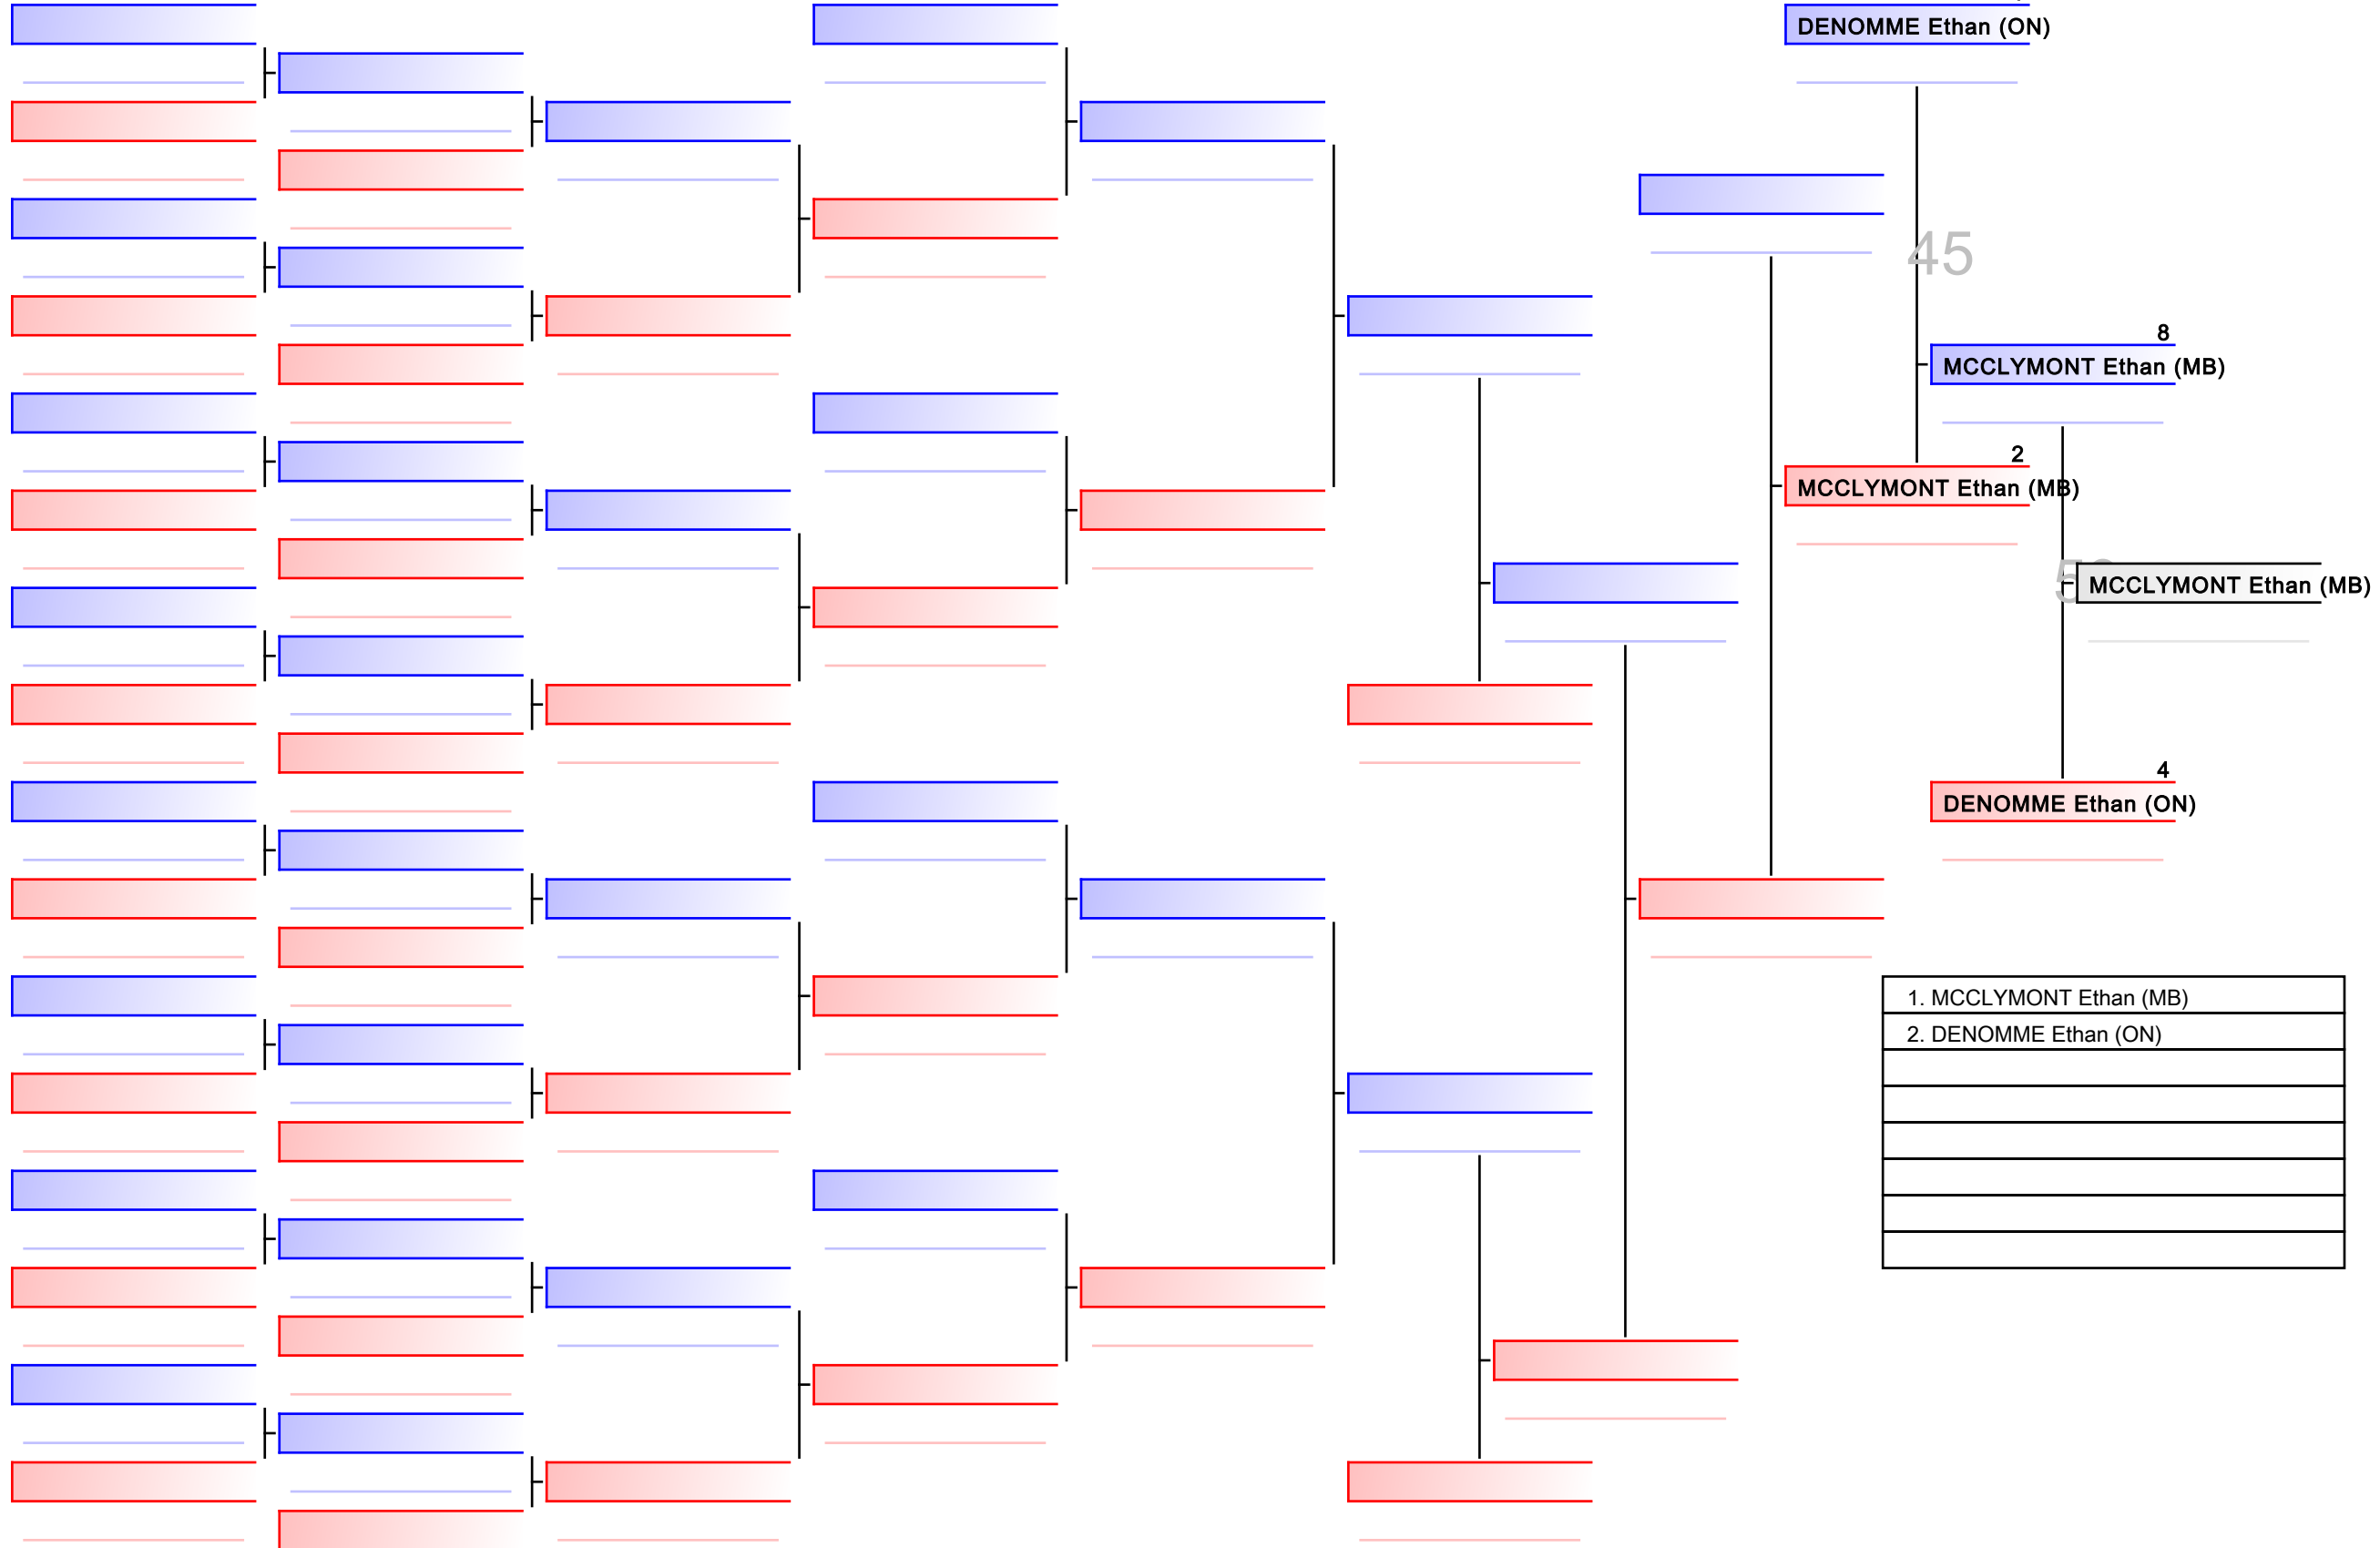 DENOMME Ethan (ON)
45
8
MCCLYMONT Ethan (MB)
2
MCCLYMONT Ethan (MB)
MCCLYMONT Ethan (MB)
4
DENOMME Ethan (ON)
1. MCCLYMONT Ethan (MB)
2. DENOMME Ethan (ON)